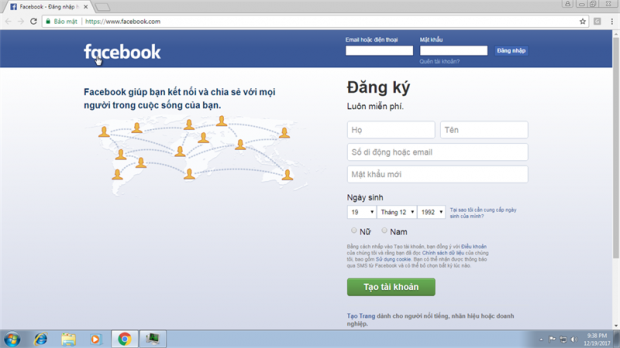 Facebook - Đăng nhập h
Bảo mật https://www.facebook.com
facebook
Email hoặc điện thoại
Mật khẩu
Đăng nhập
Quên tài khoản?
Facebook giúp bạn kết nối và chia sẻ với mọi
người trong cuộc sống của bạn.
Đăng ký
Luôn miễn phí.
Họ
Tên
Số di động hoặc email
Mật khẩu mới
Ngày sinh
19 Tháng 12 1992
Tại sao tôi cần cung cấp ngày
sinh của mình?
Nữ Nam
Bằng cách nhấp vào Tạo tài khoản, bạn đồng ý với Điều khoản
của chúng tôi và rằng bạn đã đọc Chính sách dữ liệu của chúng
tôi, bao gồm Sử dụng cookie. Bạn có thể nhận được thông báo
qua SMS từ Facebook và có thể bỏ chọn bất kỳ lúc nào.
Tạo tài khoản
Tạo Trang dành cho người nổi tiếng, nhãn hiệu hoặc doanh
nghiệp.
9:38 PM
12/19/2017